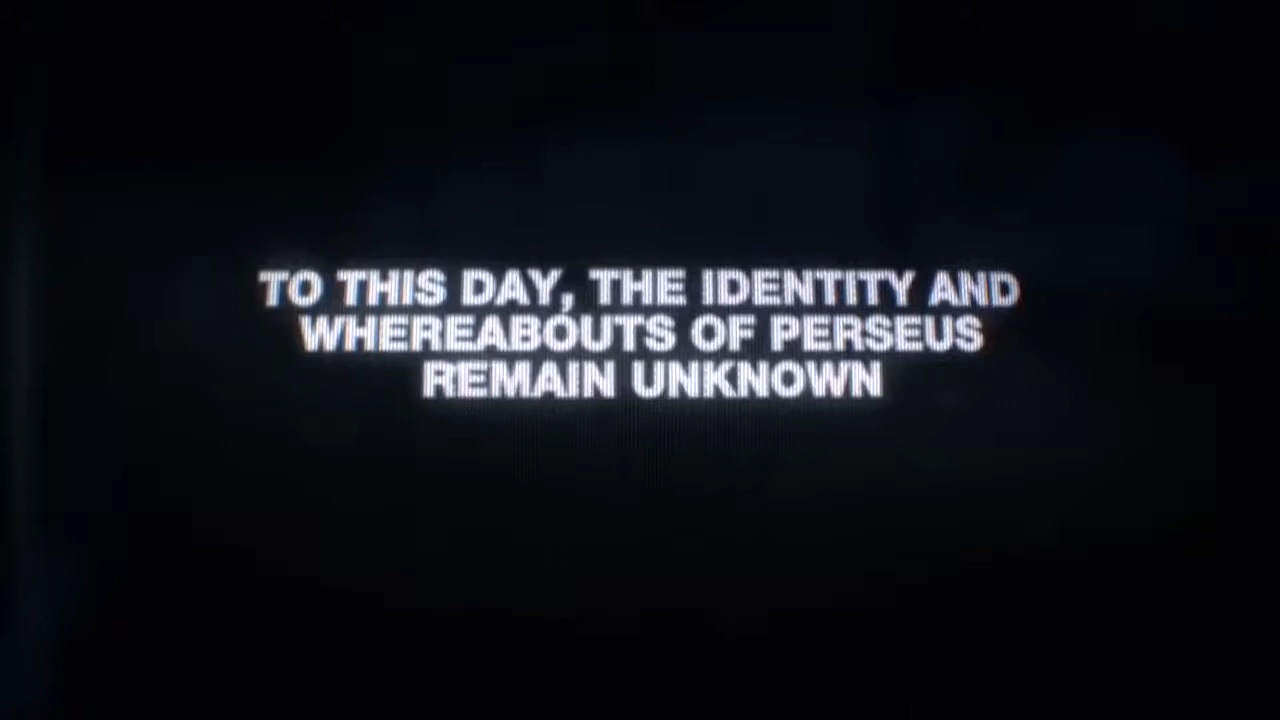 TO THIS DAY, THE IDENTITY AND
WHEREABOUTS OF PERSEUS
REMAIN UNKNOWN